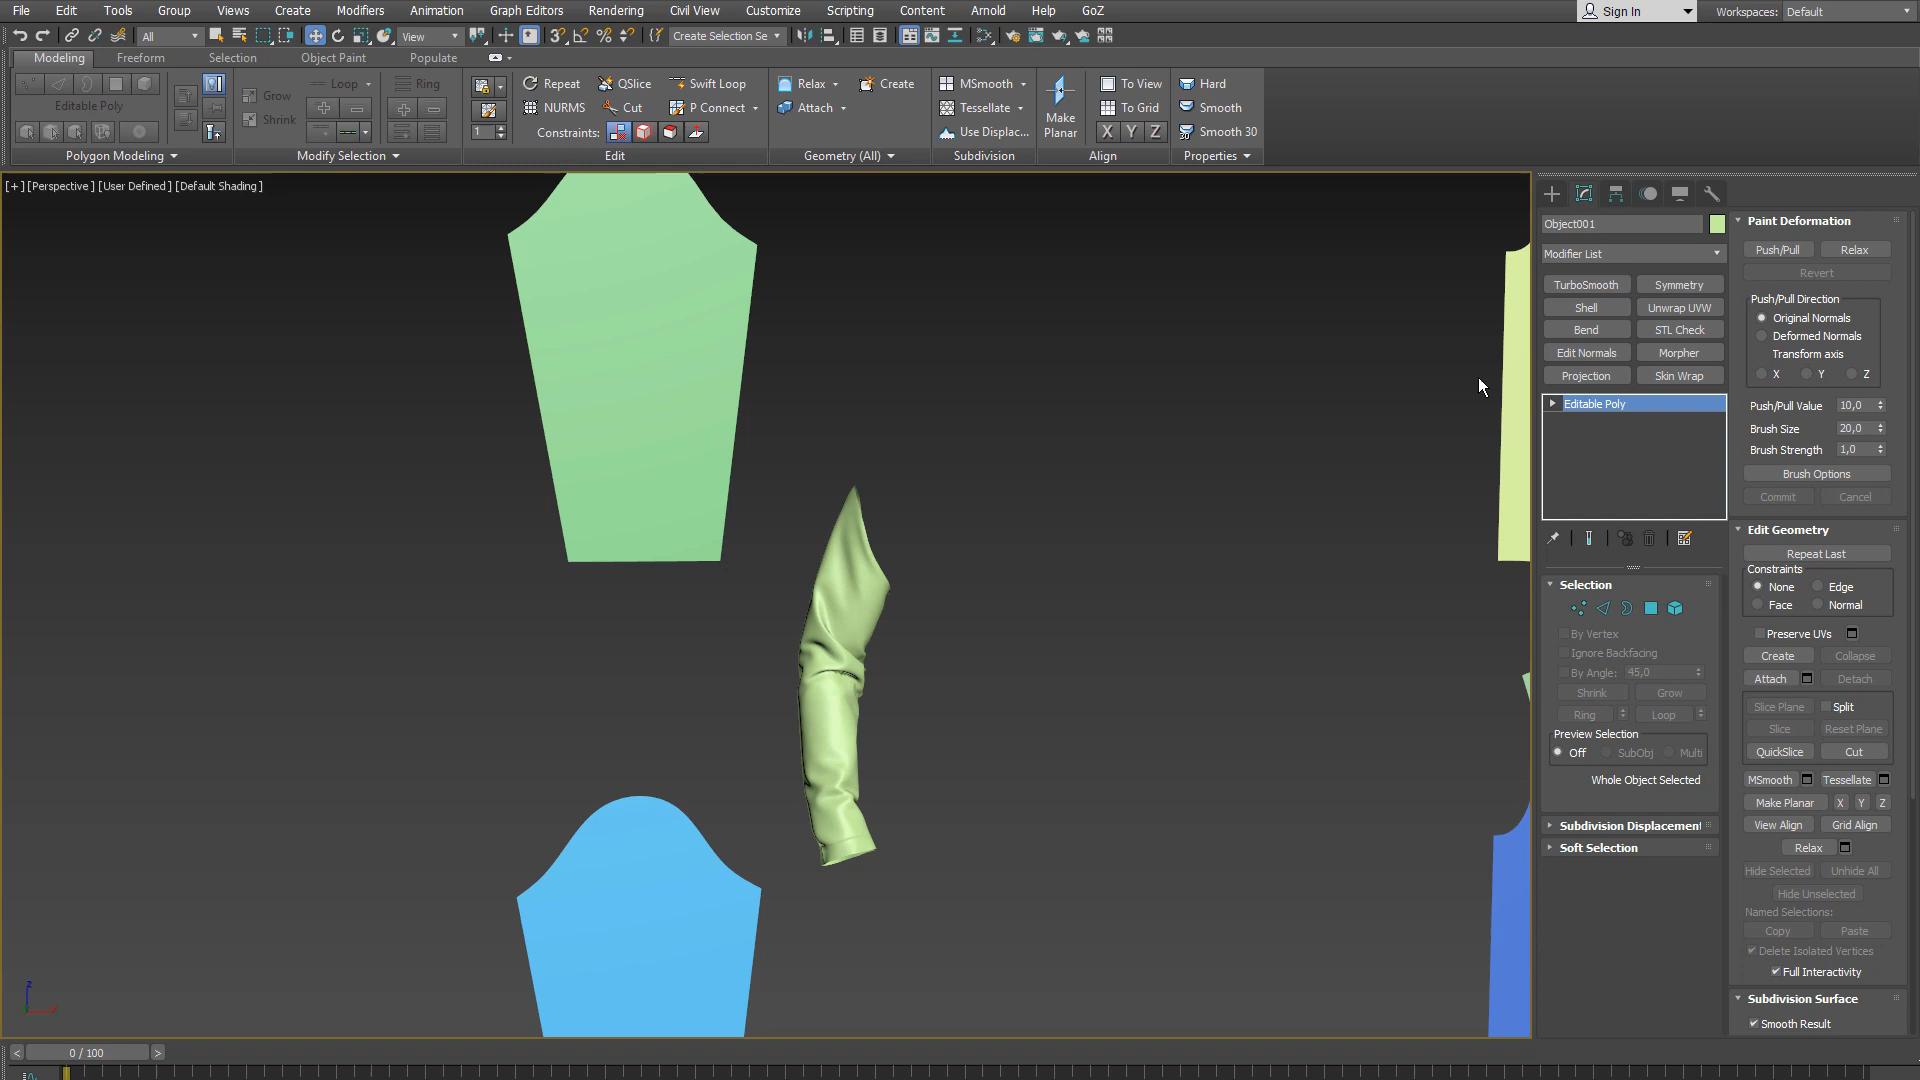 File Edit Tools Group Views Create Modifiers Animation Graph Editors Rendering Civil View Customize Scripting Content Arnold Help GoZ Sign In Workspaces: Default
All View Create Selection Se
Modeling Freeform Selection Object Paint Populate
Loop Ring Repeat QSlice Swift Loop Relax Create MSmooth To View Hard
Editable Poly Grow NURMS Cut P Connect Attach Tessellate Make Planar To Grid Smooth
Shrink 1 Constraints: Use Displac... X Y Z Smooth 30
Polygon Modeling Modify Selection Edit Geometry (All) Subdivision Align Properties
[+] [Perspective] [User Defined] [Default Shading]
Object001
Modifier List
TurboSmooth Symmetry
Shell Unwrap UVW
Bend STL Check
Edit Normals Morpher
Projection Skin Wrap
Editable Poly
Selection
By Vertex
Ignore Backfacing
By Angle: 45,0
Shrink Grow
Ring Loop
Preview Selection
Off SubObj Multi
Whole Object Selected
Subdivision Displacement
Soft Selection
Paint Deformation
Push/Pull Relax
Revert
Push/Pull Direction
Original Normals
Deformed Normals
Transform axis
X Y Z
Push/Pull Value 10,0
Brush Size 20,0
Brush Strength 1,0
Brush Options
Commit Cancel
Edit Geometry
Repeat Last
Constraints
None Edge
Face Normal
Preserve UVs
Create Collapse
Attach Detach
Slice Plane Split
Slice Reset Plane
QuickSlice Cut
MSmooth Tessellate
Make Planar X Y Z
View Align Grid Align
Relax
Hide Selected Unhide All
Hide Unselected
Named Selections:
Copy Paste
Delete Isolated Vertices
Full Interactivity
Subdivision Surface
Smooth Result
z
x
< 0 / 100 >